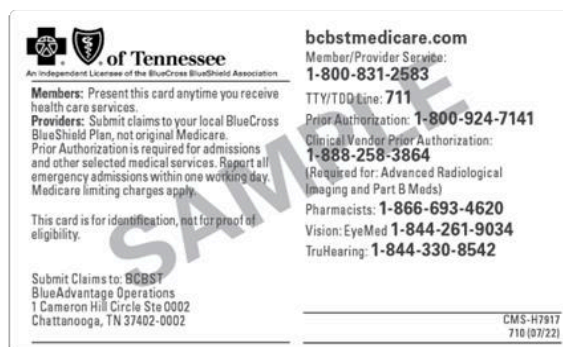 of Tennessee
An Independent Licensee of the BlueCross BlueShield Association
Members: Present this card anytime you receive
health care services.
Providers: Submit claims to your local BlueCross
BlueShield Plan, not original Medicare.
Prior Authorization is required for admissions
and other selected medical services. Report all
emergency admissions within one working day.
Medicare limiting charges apply.
This card is for identification, not for proof of
eligibility.
Submit Claims to: BCBST
BlueAdvantage Operations
1 Cameron Hill Circle Ste 0002
Chattanooga, TN 37402-0002
bcbstmedicare.com
Member/Provider Service:
1-800-831-2583
TTY/TDD Line: 711
Prior Authorization: 1-800-924-7141
Clinical Vendor Prior Authorization:
1-888-258-3864
(Required for: Advanced Radiological
Imaging and Part B Meds)
Pharmacists: 1-866-693-4620
Vision: EyeMed 1-844-261-9034
TruHearing: 1-844-330-8542
CMS-H7917
710 (07/22)
SAMPLE